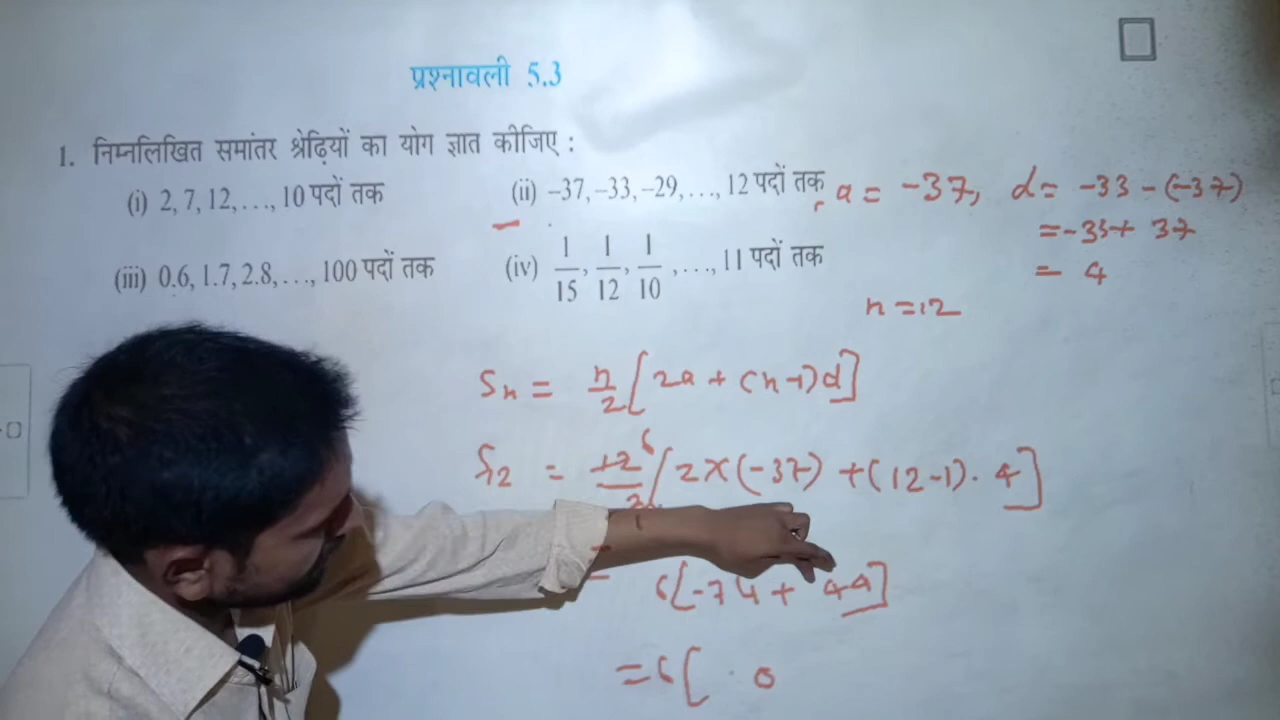 प्रश्नावली 5.3
1. निम्नलिखित समांतर श्रेढ़ियों का योग ज्ञात कीजिए :
(i) 2, 7, 12, . . ., 10 पदों तक
(ii) –37, –33, –29, . . ., 12 पदों तक
a = -37, d = -33 - (-37)
= -33 + 37
= 4
(iii) 0.6, 1.7, 2.8, . . ., 100 पदों तक
(iv) 1/15, 1/12, 1/10, . . ., 11 पदों तक
n = 12
Sn = n/2 [2a + (n-1)d]
S12 = 12/2 6 [2×(-37) + (12-1)·4]
= 6[-74 + 44]
= 6[ · 0